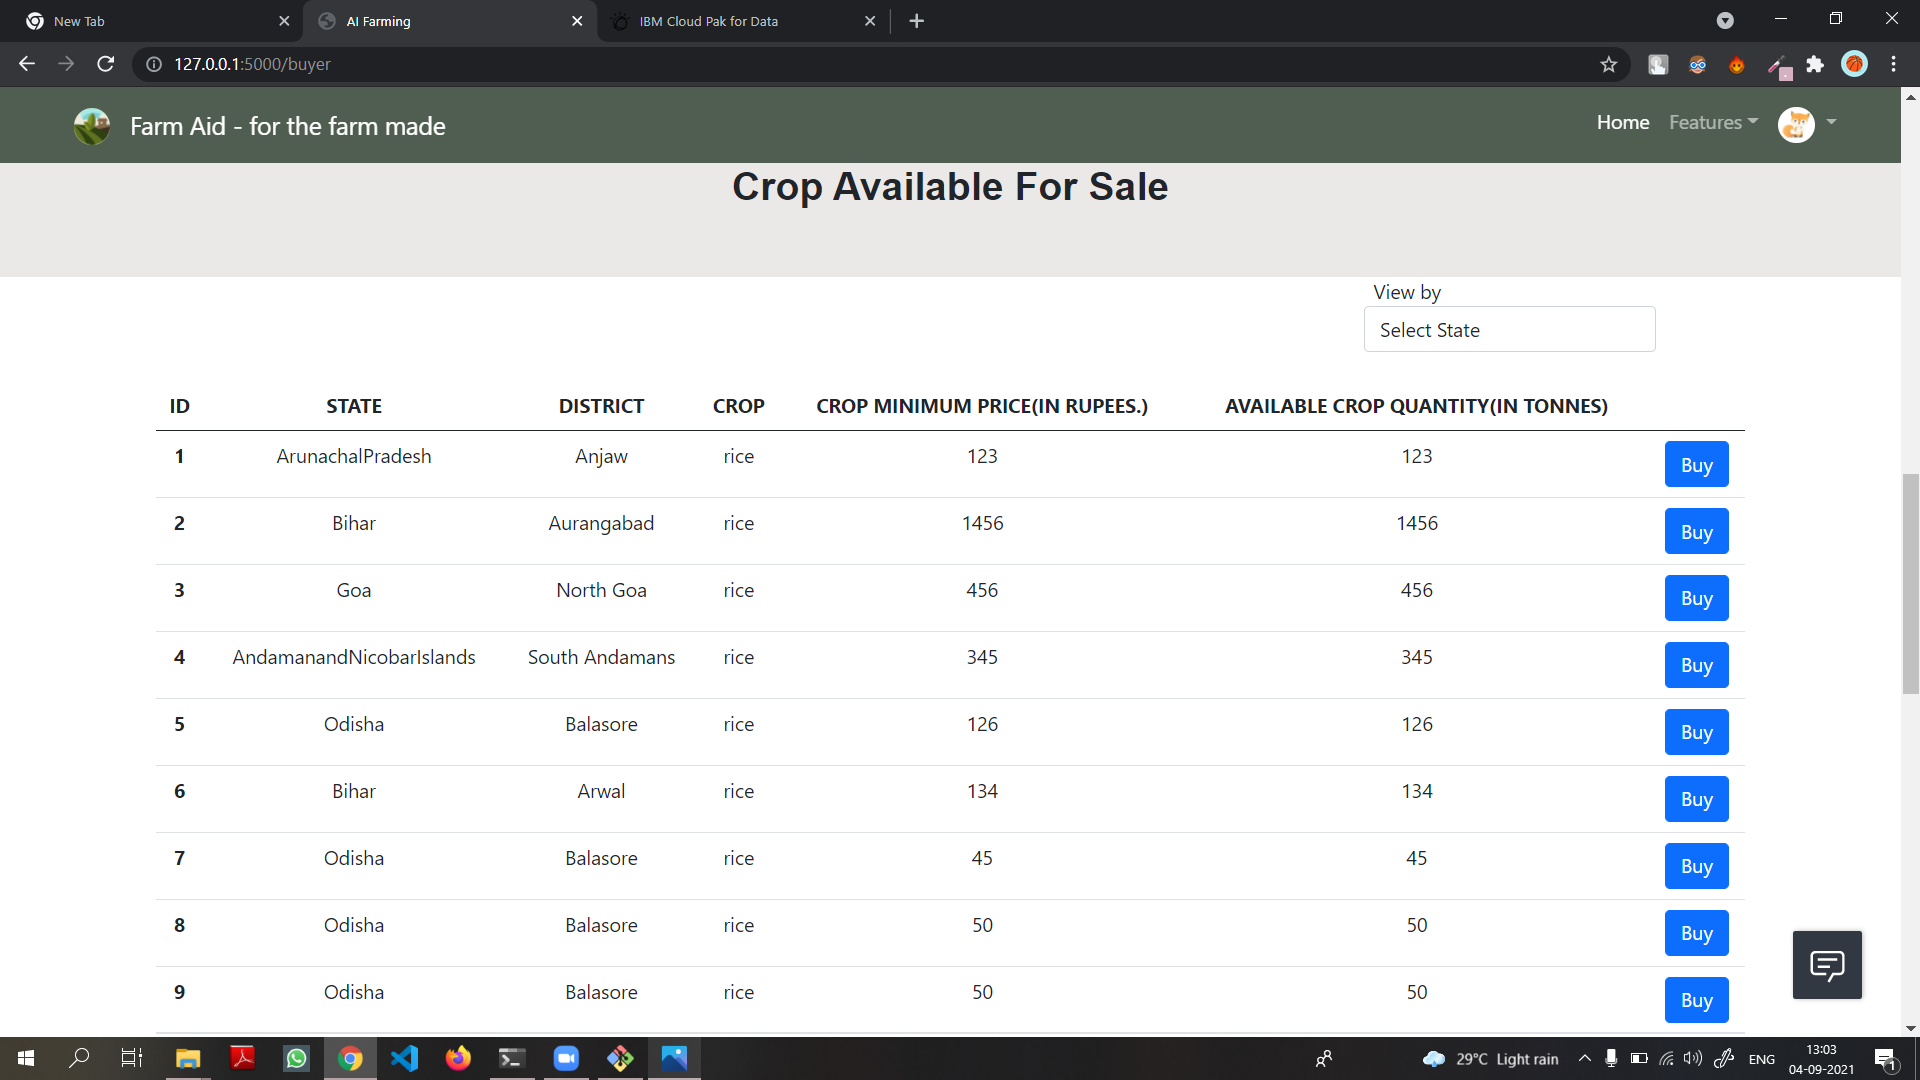 New Tab
AI Farming
IBM Cloud Pak for Data
127.0.0.1:5000/buyer
Farm Aid - for the farm made
Home Features
Crop Available For Sale
View by
Select State
ID STATE DISTRICT CROP CROP MINIMUM PRICE(IN RUPEES.) AVAILABLE CROP QUANTITY(IN TONNES)
1 ArunachalPradesh Anjaw rice 123 123 Buy
2 Bihar Aurangabad rice 1456 1456 Buy
3 Goa North Goa rice 456 456 Buy
4 AndamanandNicobarIslands South Andamans rice 345 345 Buy
5 Odisha Balasore rice 126 126 Buy
6 Bihar Arwal rice 134 134 Buy
7 Odisha Balasore rice 45 45 Buy
8 Odisha Balasore rice 50 50 Buy
9 Odisha Balasore rice 50 50 Buy
29°C Light rain ENG 13:03
04-09-2021 1